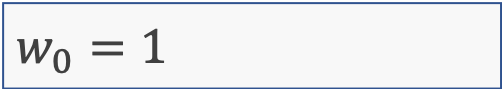 w₀ = 1